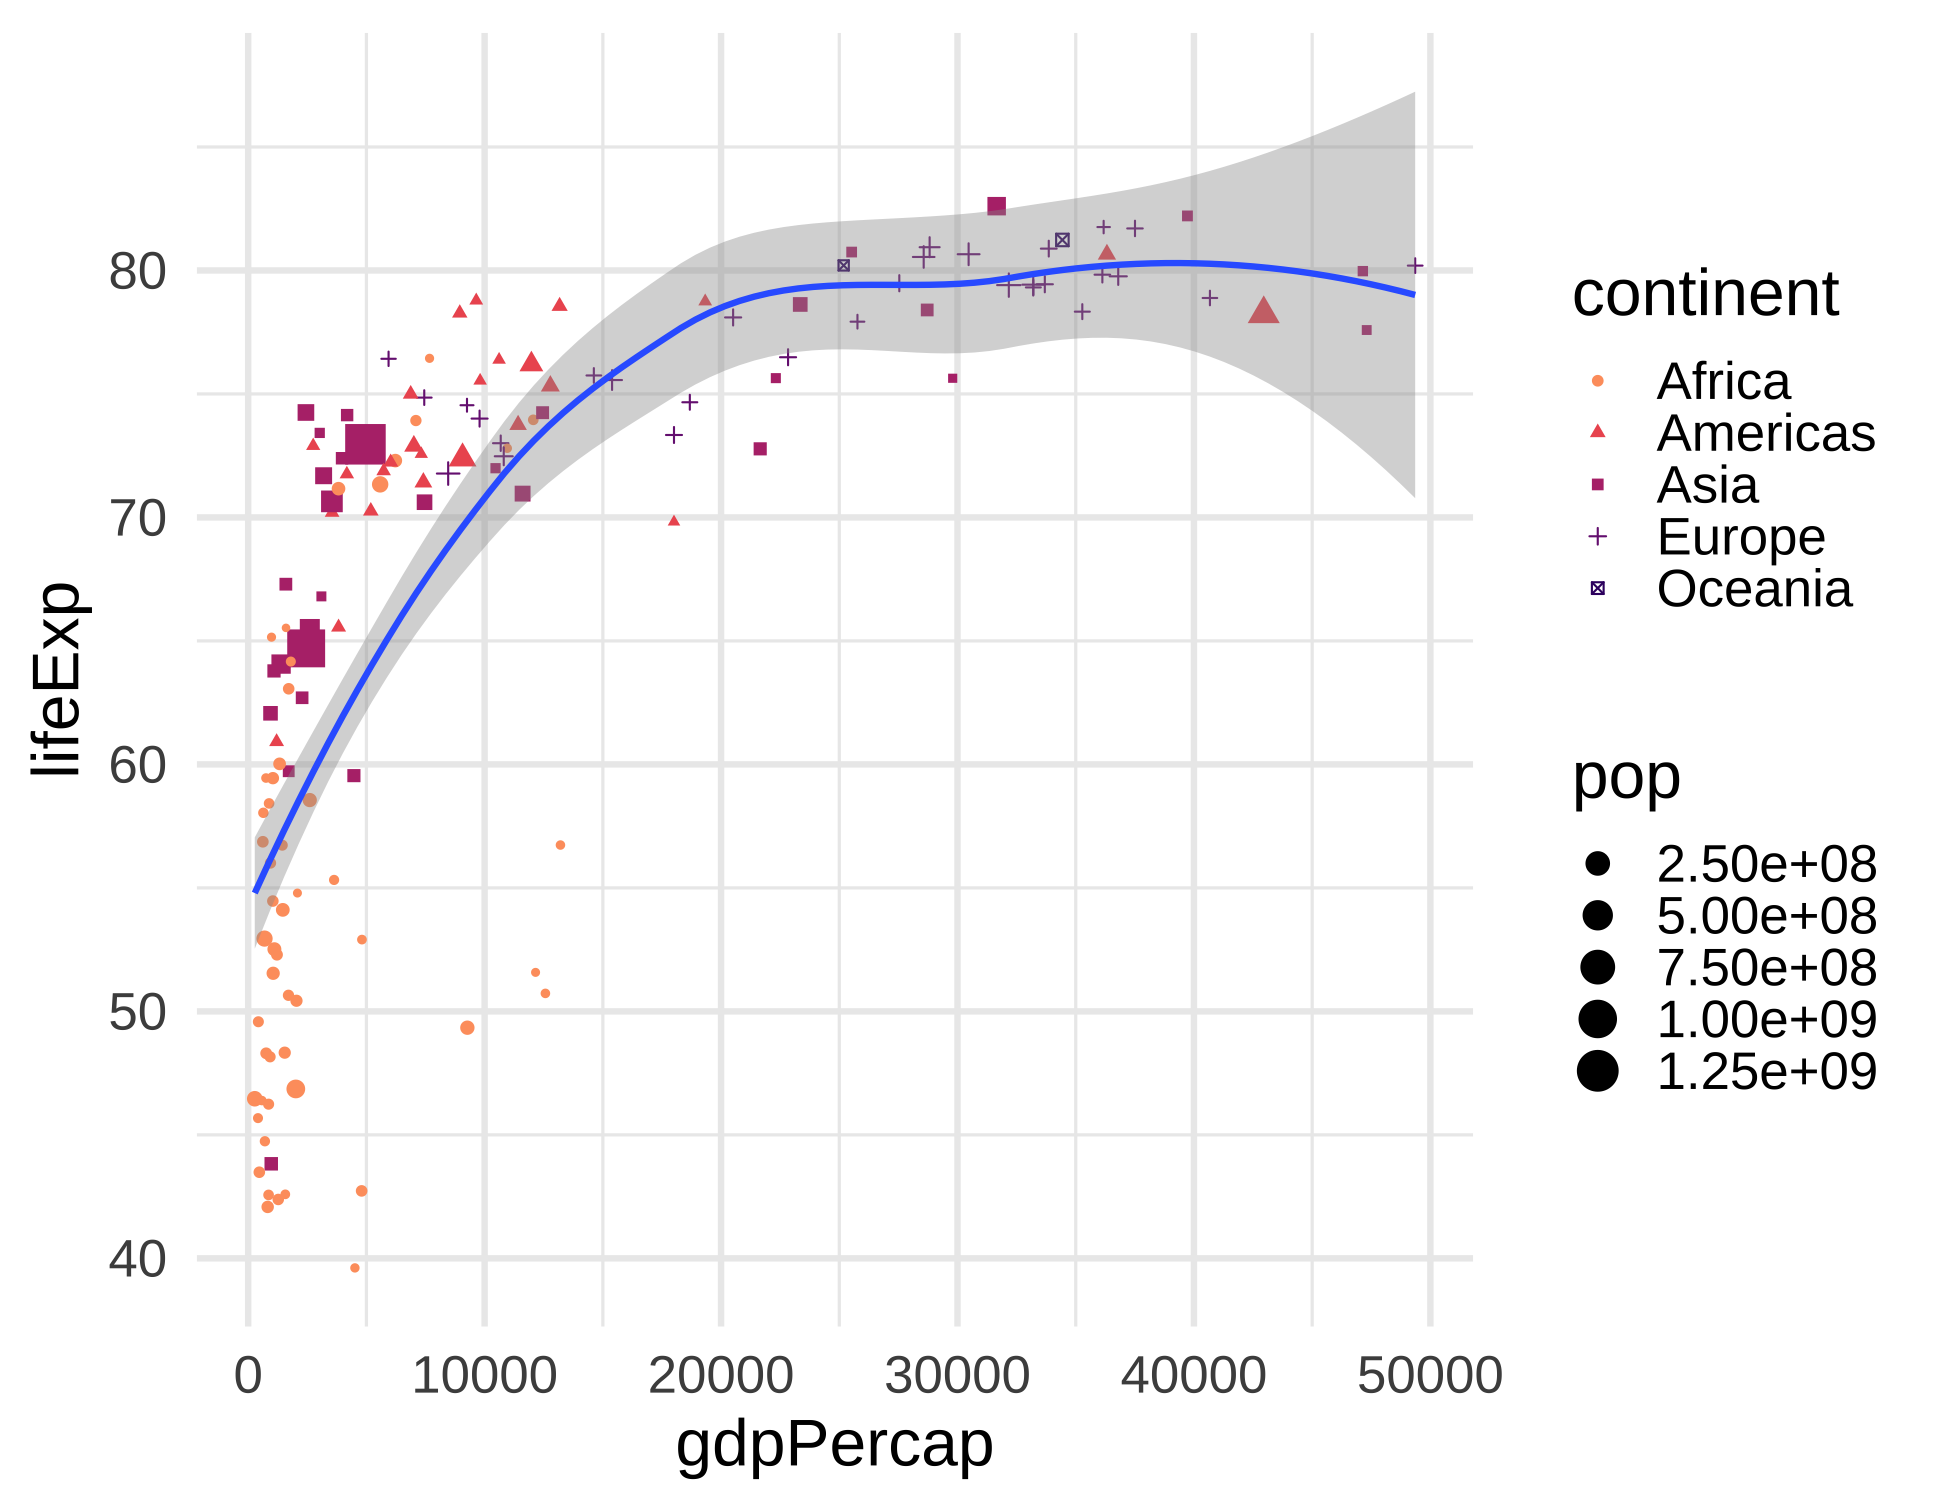 80
70
60
50
40
lifeExp
0 10000 20000 30000 40000 50000
gdpPercap
continent
Africa
Americas
Asia
Europe
Oceania
pop
2.50e+08
5.00e+08
7.50e+08
1.00e+09
1.25e+09